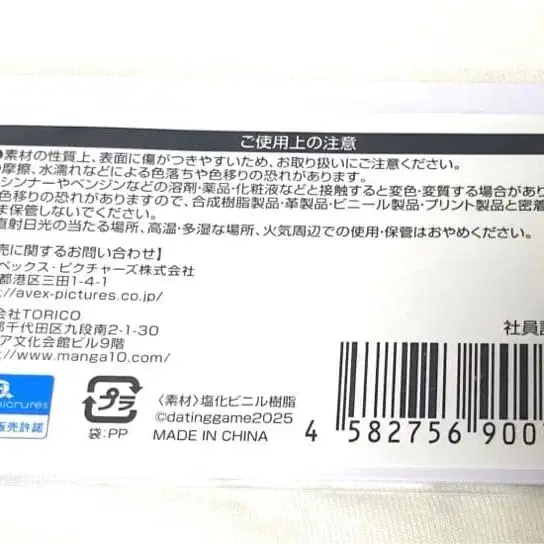 ご使用上の注意
●素材の性質上、表面に傷がつきやすいため、お取り扱いにご注意ください。
摩擦、水濡れなどによる色落ちや色移りの恐れがあります。
シンナーやベンジンなどの溶剤・薬品・化粧液などと接触すると変色・変質する場合があり
色移りの恐れがありますので、合成樹脂製品・革製品・ビニール製品・プリント製品と密着
ま保管しないでください。
直射日光の当たる場所、高温・多湿な場所、火気周辺での使用・保管はおやめください。
売に関するお問い合わせ】
ベックス・ピクチャーズ株式会社
都港区三田1-4-1
//avex-pictures.co.jp/
会社TORICO
都千代田区九段南2-1-30
ア文化会館ビル9階
//www.manga10.com/
社員証
pictures
販売許諾
プラ
袋:PP
〈素材〉塩化ビニル樹脂
©datinggame2025
MADE IN CHINA
4 582756 900